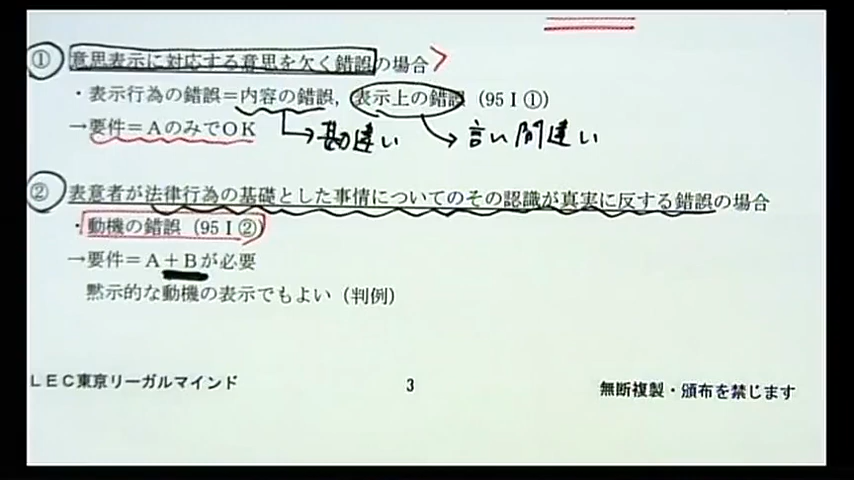 ① 意思表示に対応する意思を欠く錯誤の場合
・表示行為の錯誤＝内容の錯誤，表示上の錯誤（95Ⅰ①）
→要件＝AのみでOK
勘違い
言い間違い
② 表意者が法律行為の基礎とした事情についてのその認識が真実に反する錯誤の場合
・動機の錯誤（95Ⅰ②）
→要件＝A＋Bが必要
黙示的な動機の表示でもよい（判例）
LEC東京リーガルマインド 3 無断複製・頒布を禁じます